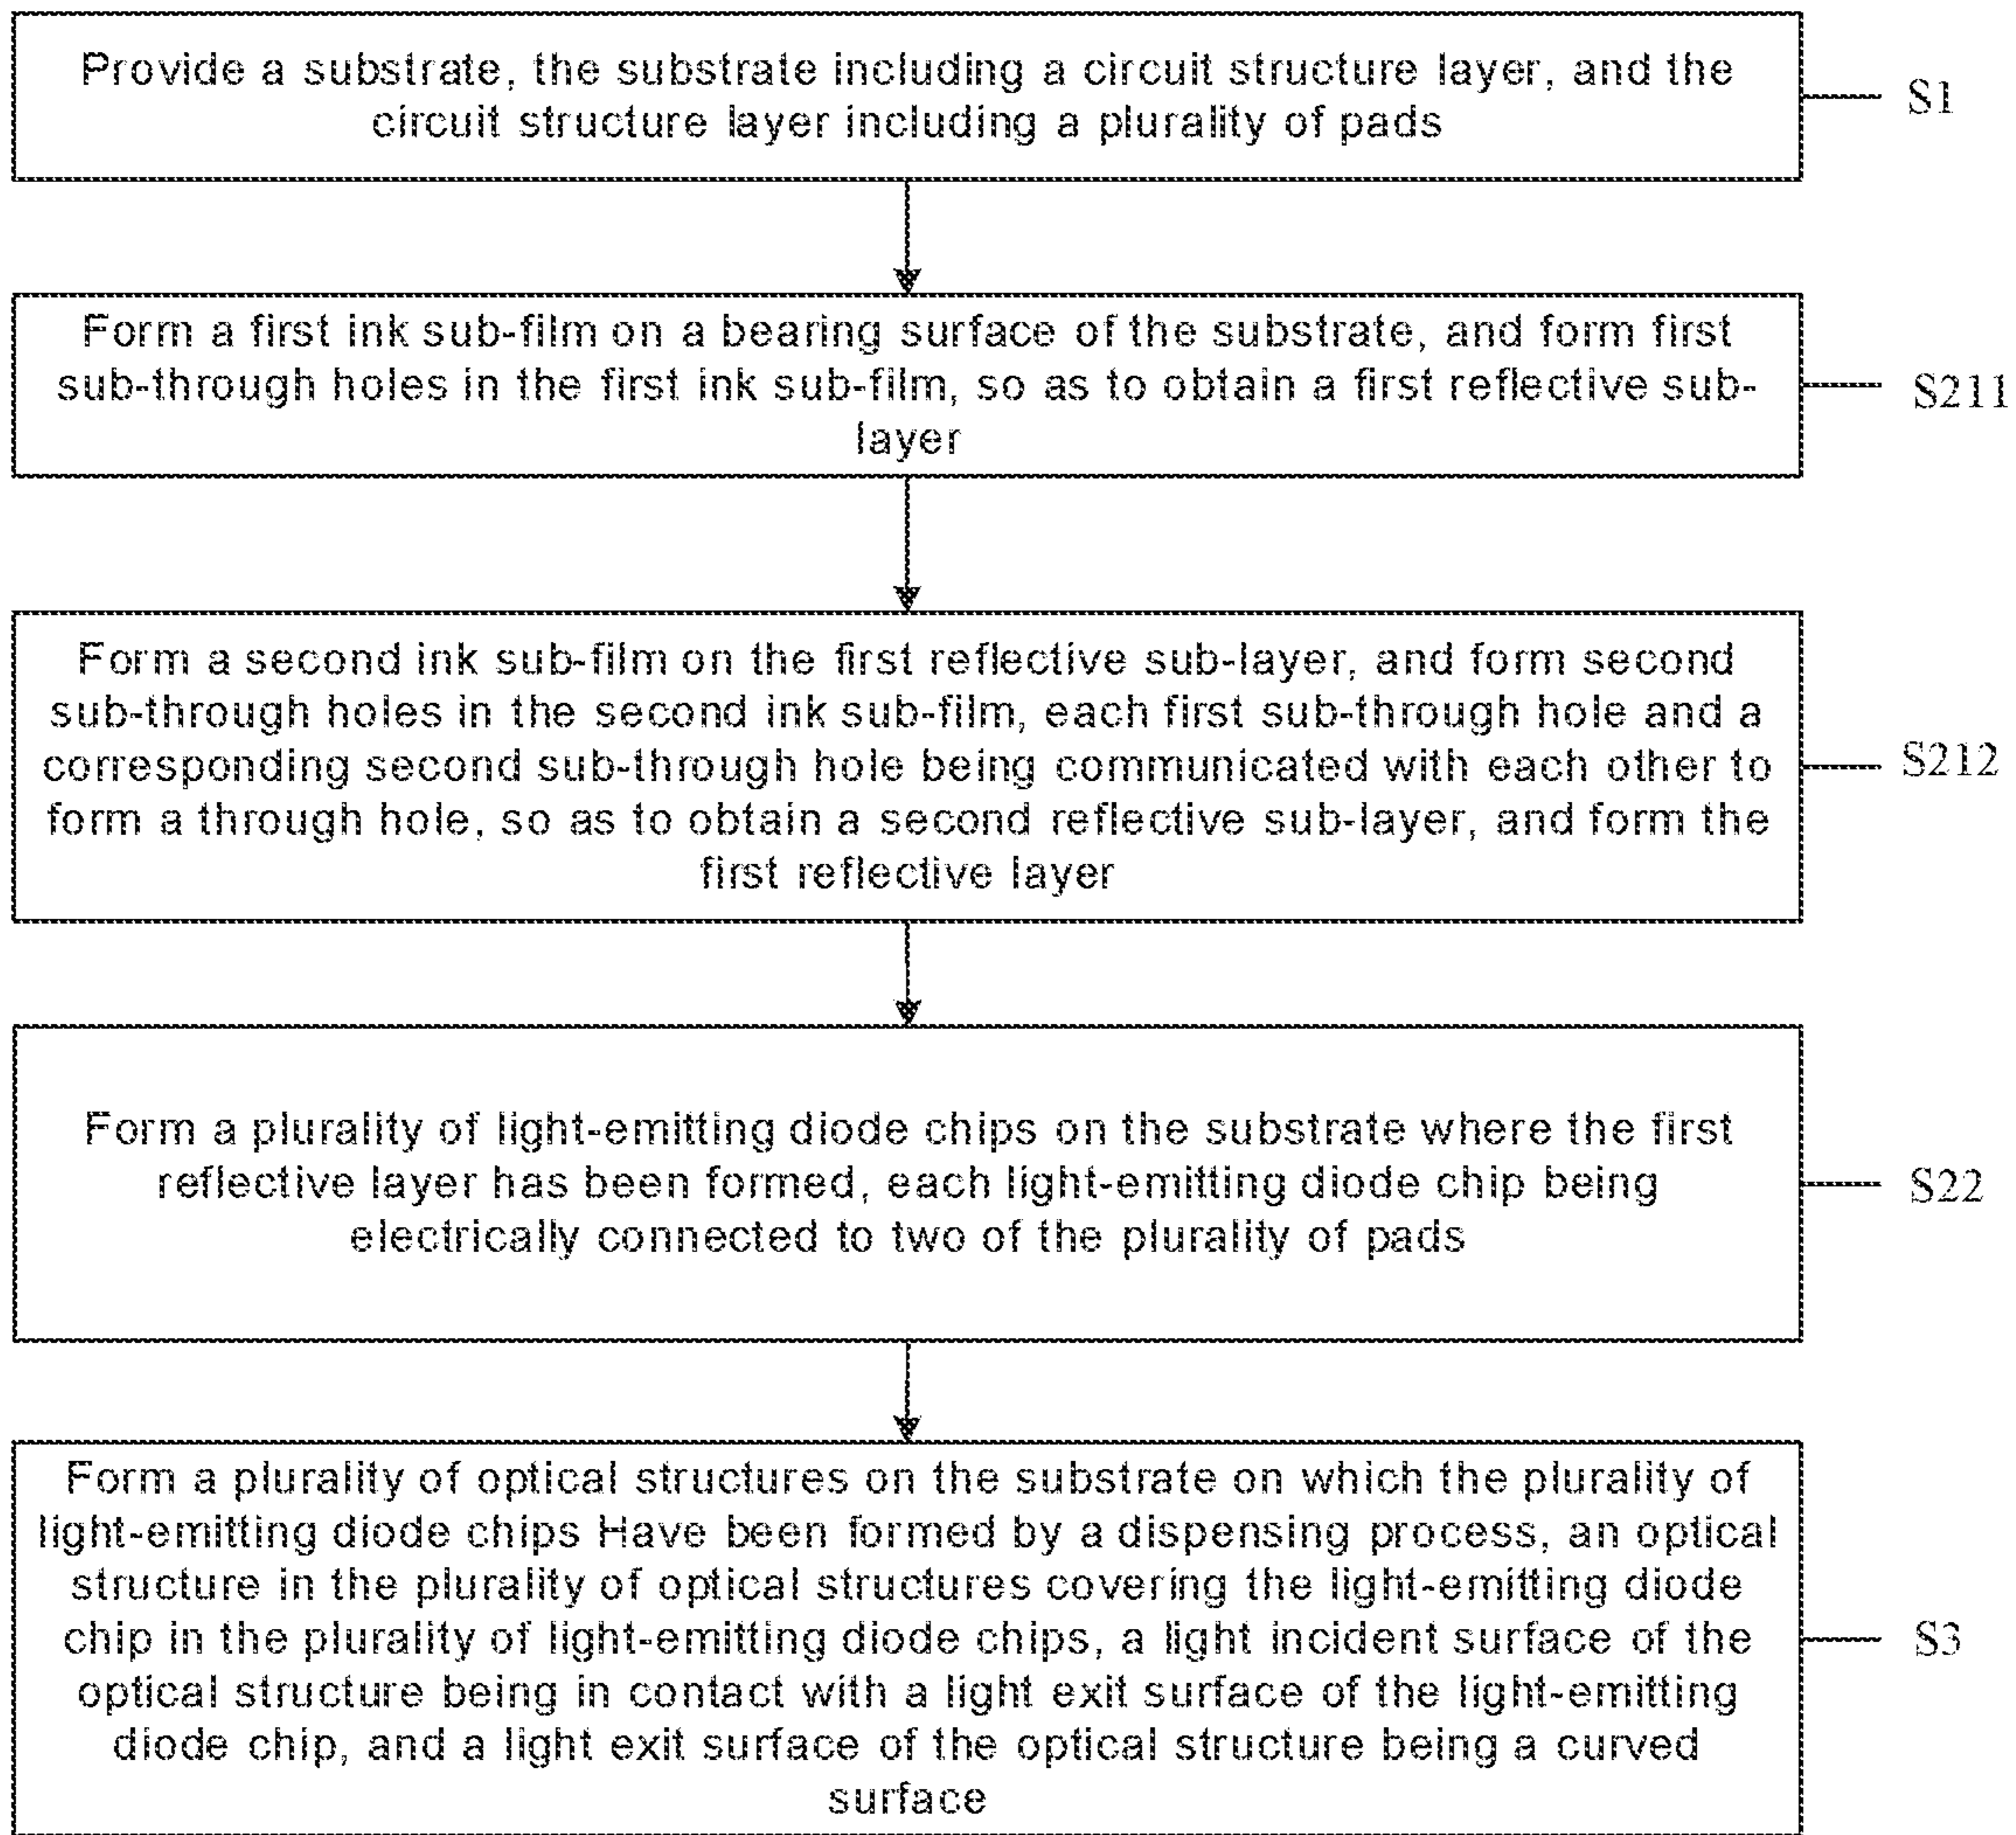 Provide a substrate, the substrate including a circuit structure layer, and the
circuit structure layer including a plurality of pads
S1
Form a first ink sub-film on a bearing surface of the substrate, and form first
sub-through holes in the first ink sub-film, so as to obtain a first reflective sub-
layer
S211
Form a second ink sub-film on the first reflective sub-layer, and form second
sub-through holes in the second ink sub-film, each first sub-through hole and a
corresponding second sub-through hole being communicated with each other to
form a through hole, so as to obtain a second reflective sub-layer, and form the
first reflective layer
S212
Form a plurality of light-emitting diode chips on the substrate where the first
reflective layer has been formed, each light-emitting diode chip being
electrically connected to two of the plurality of pads
S22
Form a plurality of optical structures on the substrate on which the plurality of
light-emitting diode chips Have been formed by a dispensing process, an optical
structure in the plurality of optical structures covering the light-emitting diode
chip in the plurality of light-emitting diode chips, a light incident surface of the
optical structure being in contact with a light exit surface of the light-emitting
diode chip, and a light exit surface of the optical structure being a curved
surface
S3